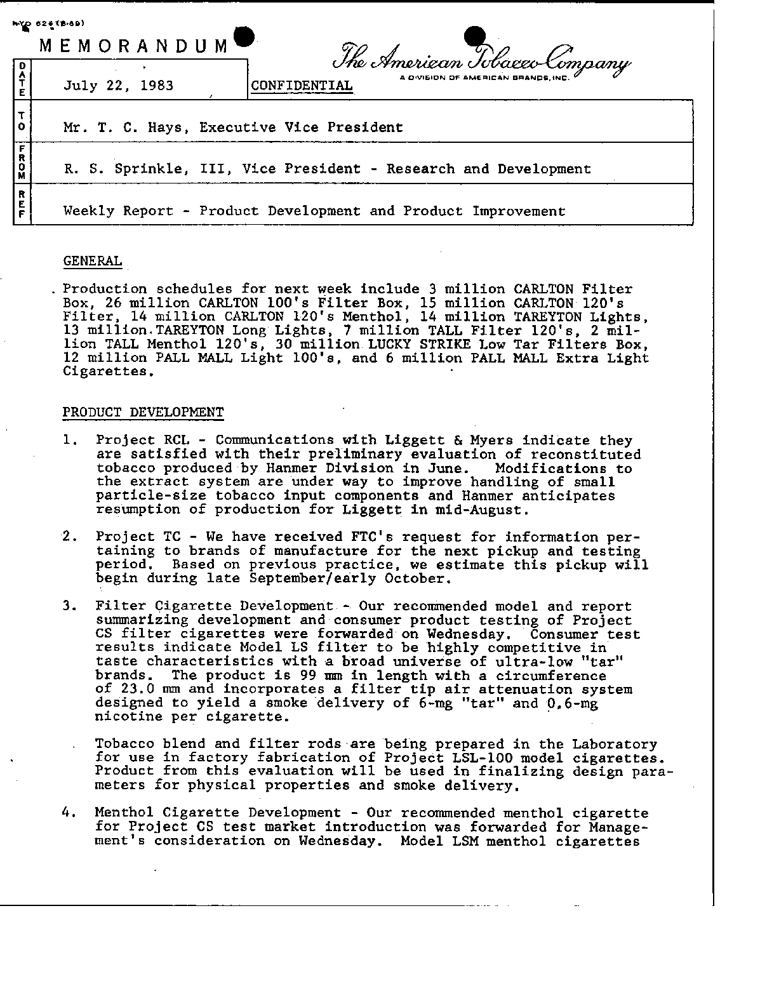 MEMORANDUM
The American Tobacco Company
A DIVISION OF AMERICAN BRANDS, INC.
DATE
July 22, 1983
CONFIDENTIAL
TO
Mr. T. C. Hays, Executive Vice President
FROM
R. S. Sprinkle, III, Vice President - Research and Development
REF
Weekly Report - Product Development and Product Improvement
GENERAL
Production schedules for next week include 3 million CARLTON Filter
Box, 26 million CARLTON 100's Filter Box, 15 million CARLTON 120's
Filter, 14 million CARLTON 120's Menthol, 14 million TAREYTON Lights,
13 million TAREYTON Long Lights, 7 million TALL Filter 120's, 2 mil-
lion TALL Menthol 120's, 30 million LUCKY STRIKE Low Tar Filters Box,
12 million PALL MALL Light 100's, and 6 million PALL MALL Extra Light
Cigarettes.
PRODUCT DEVELOPMENT
1. Project RCL - Communications with Liggett & Myers indicate they
are satisfied with their preliminary evaluation of reconstituted
tobacco produced by Hanmer Division in June. Modifications to
the extract system are under way to improve handling of small
particle-size tobacco input components and Hanmer anticipates
resumption of production for Liggett in mid-August.
2. Project TC - We have received FTC's request for information per-
taining to brands of manufacture for the next pickup and testing
period. Based on previous practice, we estimate this pickup will
begin during late September/early October.
3. Filter Cigarette Development - Our recommended model and report
summarizing development and consumer product testing of Project
CS filter cigarettes were forwarded on Wednesday. Consumer test
results indicate Model LS filter to be highly competitive in
taste characteristics with a broad universe of ultra-low "tar"
brands. The product is 99 mm in length with a circumference
of 23.0 mm and incorporates a filter tip air attenuation system
designed to yield a smoke delivery of 6-mg "tar" and 0.6-mg
nicotine per cigarette.
Tobacco blend and filter rods are being prepared in the Laboratory
for use in factory fabrication of Project LSL-100 model cigarettes.
Product from this evaluation will be used in finalizing design para-
meters for physical properties and smoke delivery.
4. Menthol Cigarette Development - Our recommended menthol cigarette
for Project CS test market introduction was forwarded for Manage-
ment's consideration on Wednesday. Model LSM menthol cigarettes